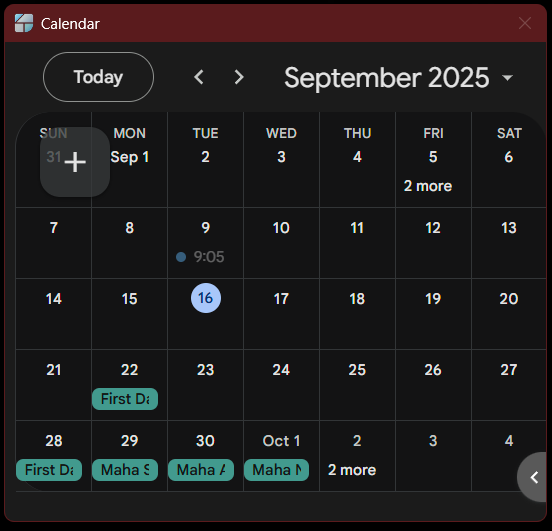 Calendar
Today
September 2025
SUN MON TUE WED THU FRI SAT
31 Sep 1 2 3 4 5 6
2 more
7 8 9 10 11 12 13
9:05
14 15 16 17 18 19 20
21 22 23 24 25 26 27
First Da
28 29 30 Oct 1 2 3 4
First Da Maha S Maha A Maha N 2 more